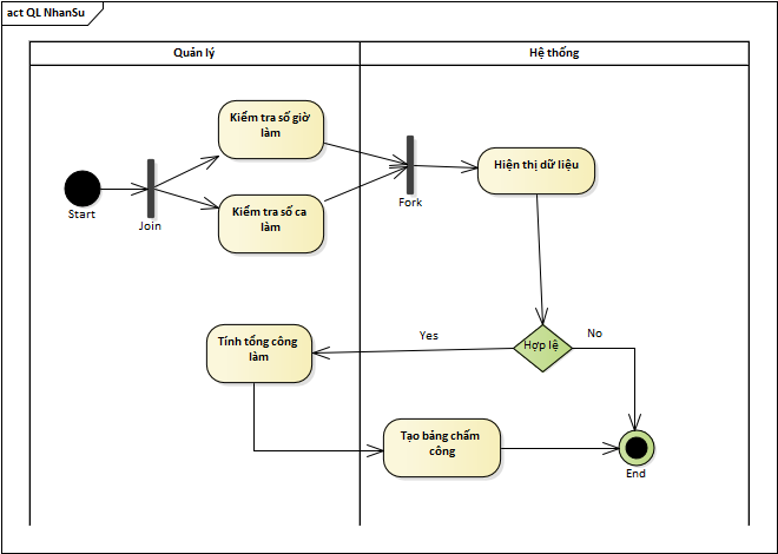 act QL NhanSu
Quản lý
Hệ thống
Kiểm tra số giờ
làm
Hiện thị dữ liệu
Start
Join
Kiểm tra số ca
làm
Fork
Tính tổng công
làm
Yes
Hợp lệ
No
Tạo bảng chấm
công
End